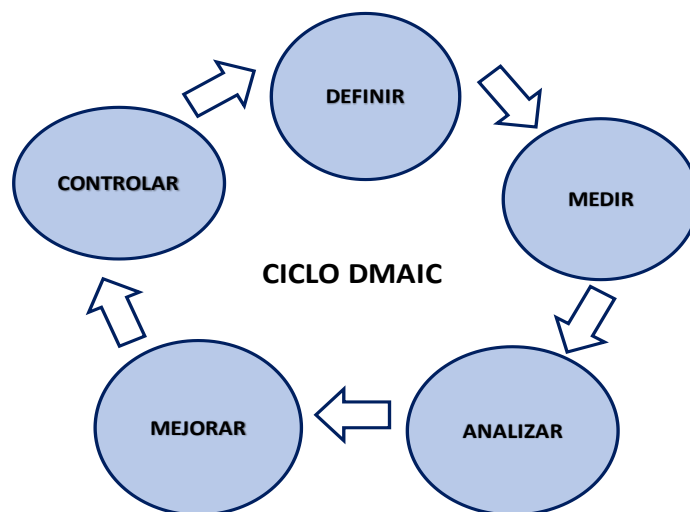 DEFINIR
MEDIR
CONTROLAR
CICLO DMAIC
ANALIZAR
MEJORAR